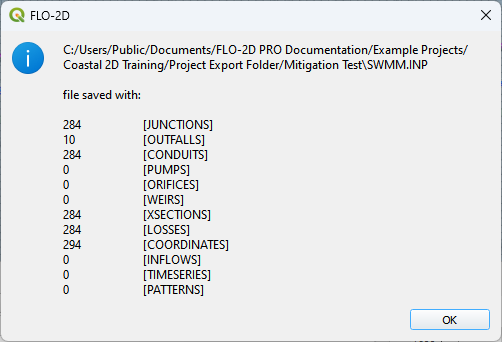 FLO-2D
C:/Users/Public/Documents/FLO-2D PRO Documentation/Example Projects/
Coastal 2D Training/Project Export Folder/Mitigation Test\SWMM.INP
file saved with:
284 [JUNCTIONS]
10 [OUTFALLS]
284 [CONDUITS]
0 [PUMPS]
0 [ORIFICES]
0 [WEIRS]
284 [XSECTIONS]
284 [LOSSES]
294 [COORDINATES]
0 [INFLOWS]
0 [TIMESERIES]
0 [PATTERNS]
OK